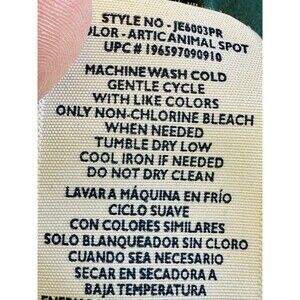 STYLE NO - JE6003PR
COLOR - ARTIC ANIMAL SPOT
UPC # 196597090910
MACHINE WASH COLD
GENTLE CYCLE
WITH LIKE COLORS
ONLY NON-CHLORINE BLEACH
WHEN NEEDED
TUMBLE DRY LOW
COOL IRON IF NEEDED
DO NOT DRY CLEAN
LAVAR A MÁQUINA EN FRÍO
CICLO SUAVE
CON COLORES SIMILARES
SOLO BLANQUEADOR SIN CLORO
CUANDO SEA NECESARIO
SECAR EN SECADORA A
BAJA TEMPERATURA